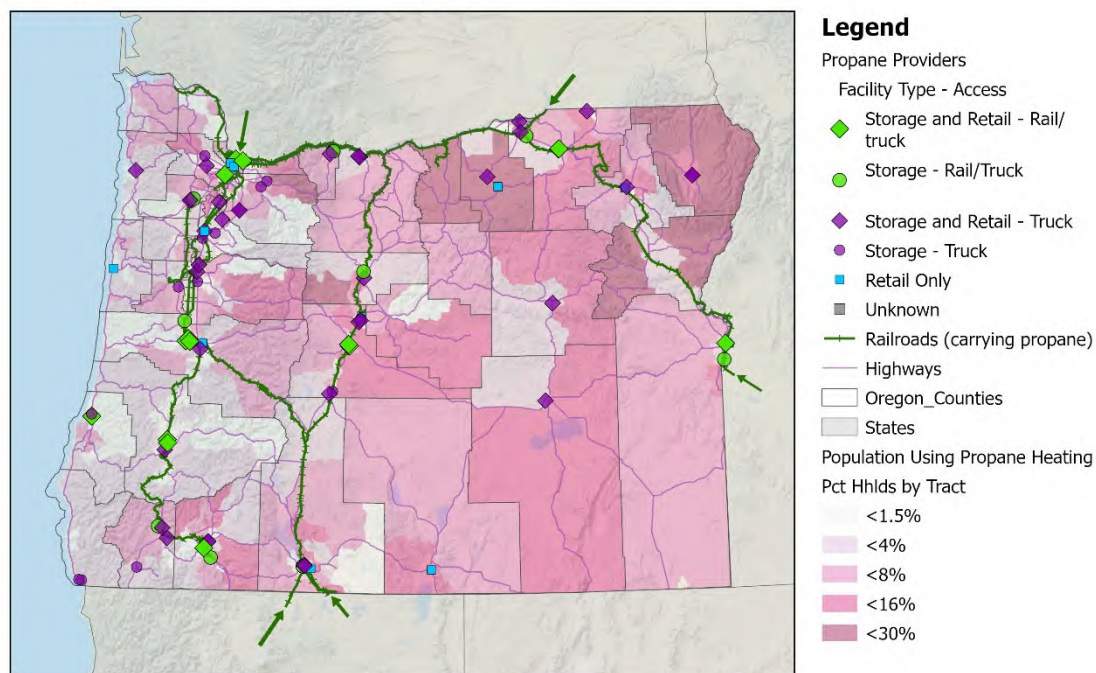 Legend
Propane Providers
Facility Type - Access
Storage and Retail - Rail/
truck
Storage - Rail/Truck
Storage and Retail - Truck
Storage - Truck
Retail Only
Unknown
Railroads (carrying propane)
Highways
Oregon_Counties
States
Population Using Propane Heating
Pct Hhlds by Tract
<1.5%
<4%
<8%
<16%
<30%